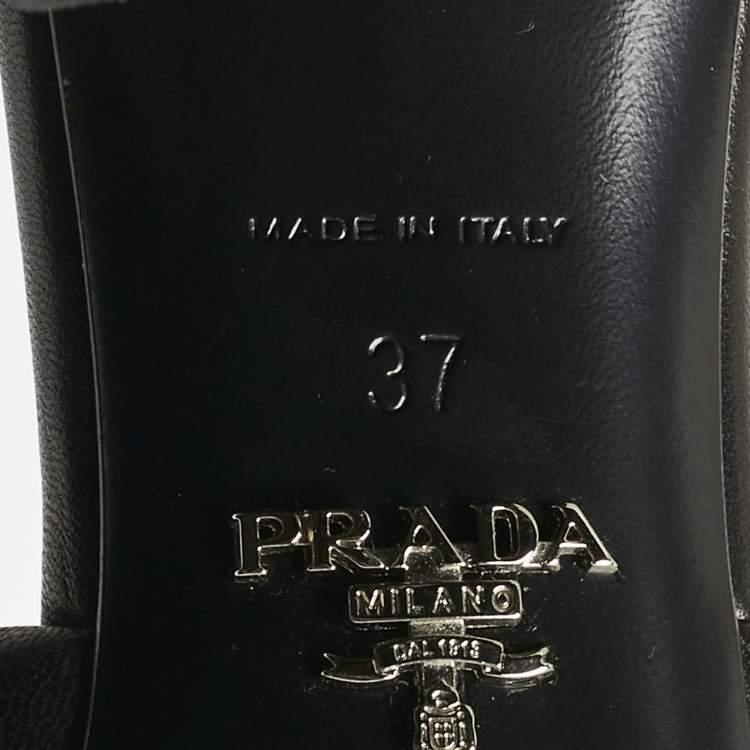 MADE IN ITALY
37
PRADA
MILANO
DAL 1913